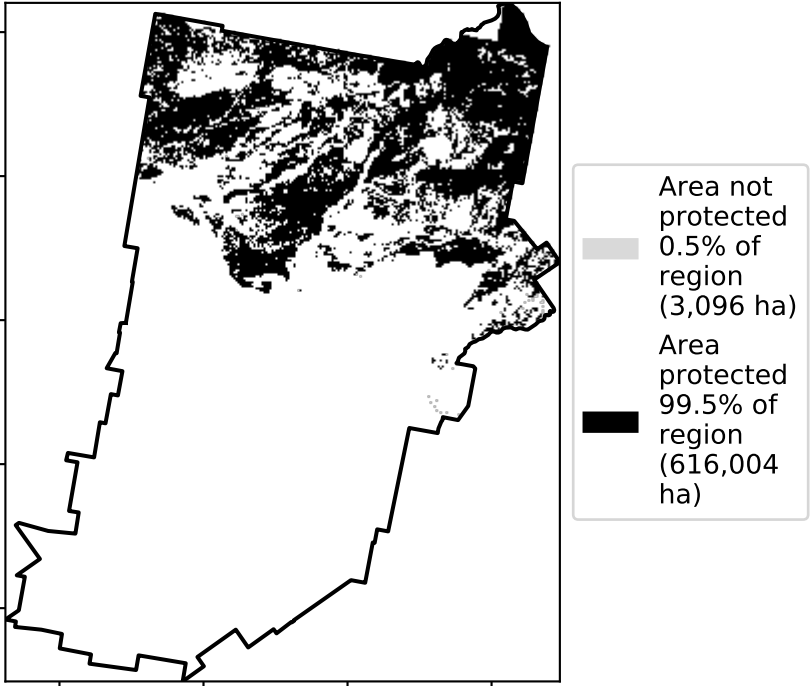 Area not
protected
0.5% of
region
(3,096 ha)
Area
protected
99.5% of
region
(616,004
ha)